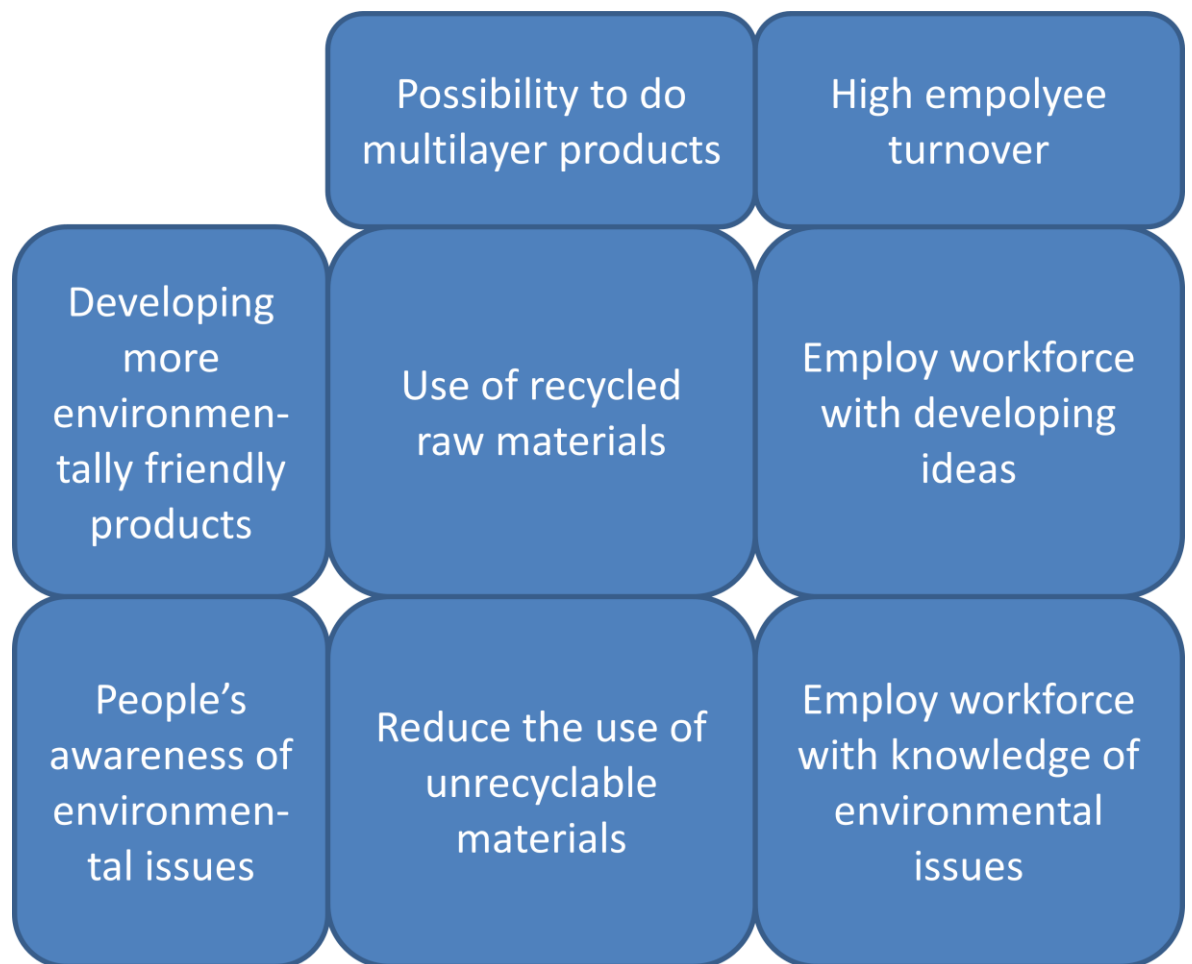 Possibility to do
multilayer products
High empolyee
turnover
Developing
more
environmen-
tally friendly
products
Use of recycled
raw materials
Employ workforce
with developing
ideas
People’s
awareness of
environmen-
tal issues
Reduce the use of
unrecyclable
materials
Employ workforce
with knowledge of
environmental
issues